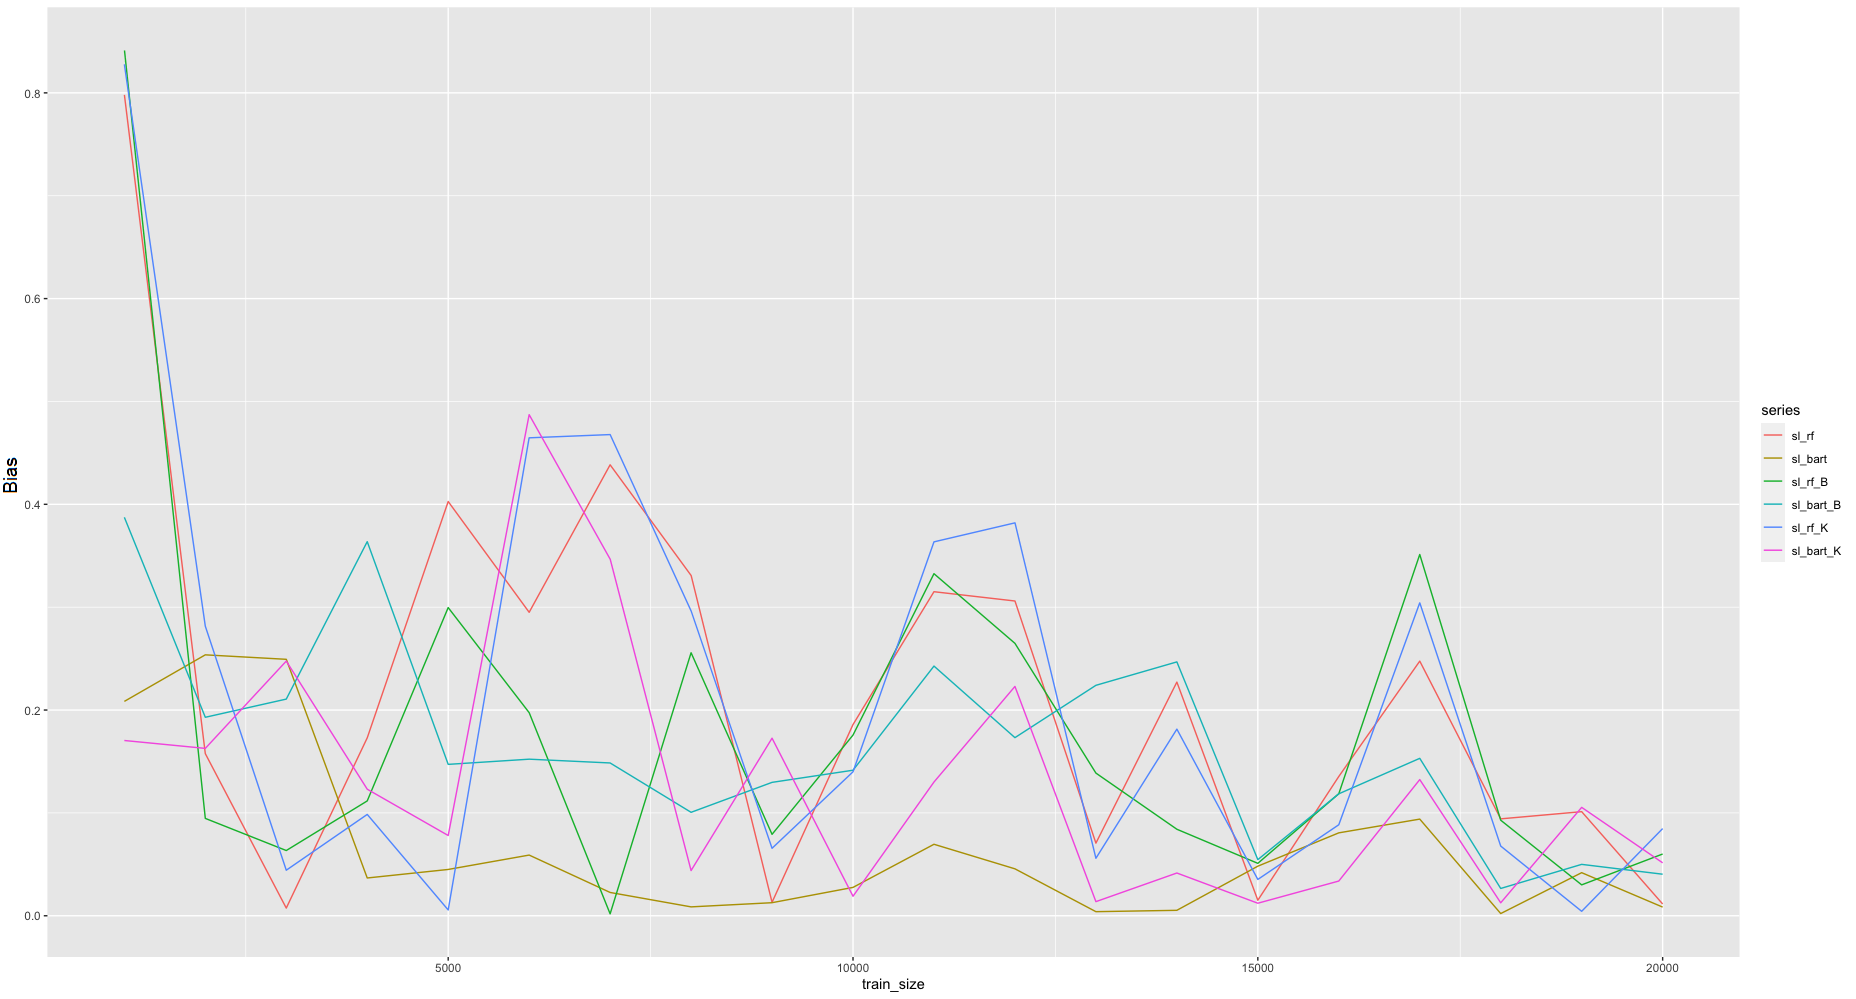 Bias
0.8
0.6
0.4
0.2
0.0
5000
10000
15000
20000
train_size
series
sl_rf
sl_bart
sl_rf_B
sl_bart_B
sl_rf_K
sl_bart_K